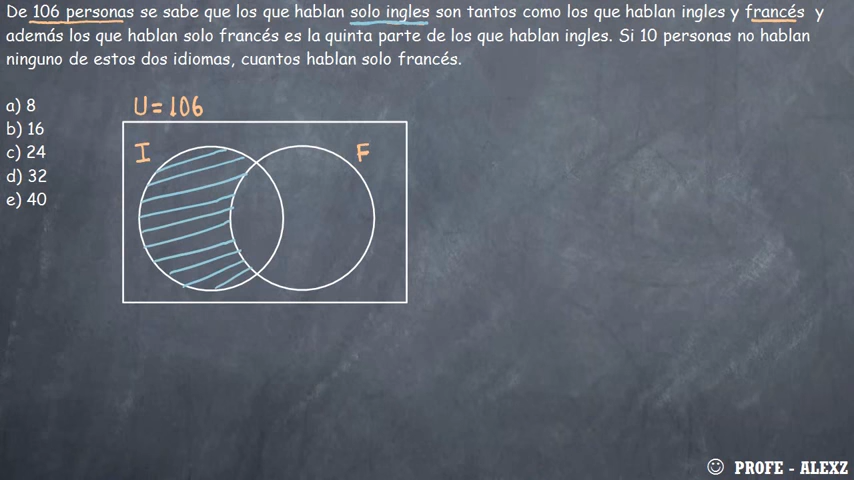 De 106 personas se sabe que los que hablan solo ingles son tantos como los que hablan ingles y francés y
además los que hablan solo francés es la quinta parte de los que hablan ingles. Si 10 personas no hablan
ninguno de estos dos idiomas, cuantos hablan solo francés.
a) 8
b) 16
c) 24
d) 32
e) 40
U = 106
I
F
PROFE - ALEXZ